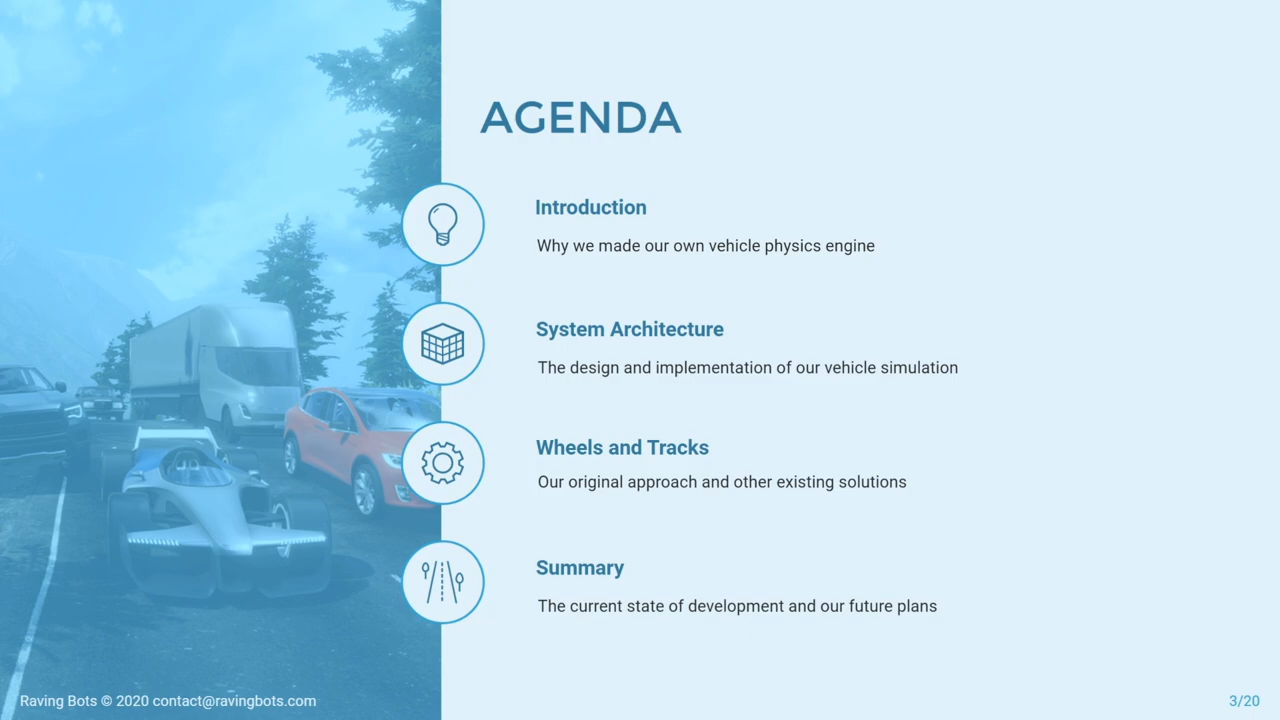 AGENDA
Introduction
Why we made our own vehicle physics engine
System Architecture
The design and implementation of our vehicle simulation
Wheels and Tracks
Our original approach and other existing solutions
Summary
The current state of development and our future plans
Raving Bots © 2020 contact@ravingbots.com
3/20